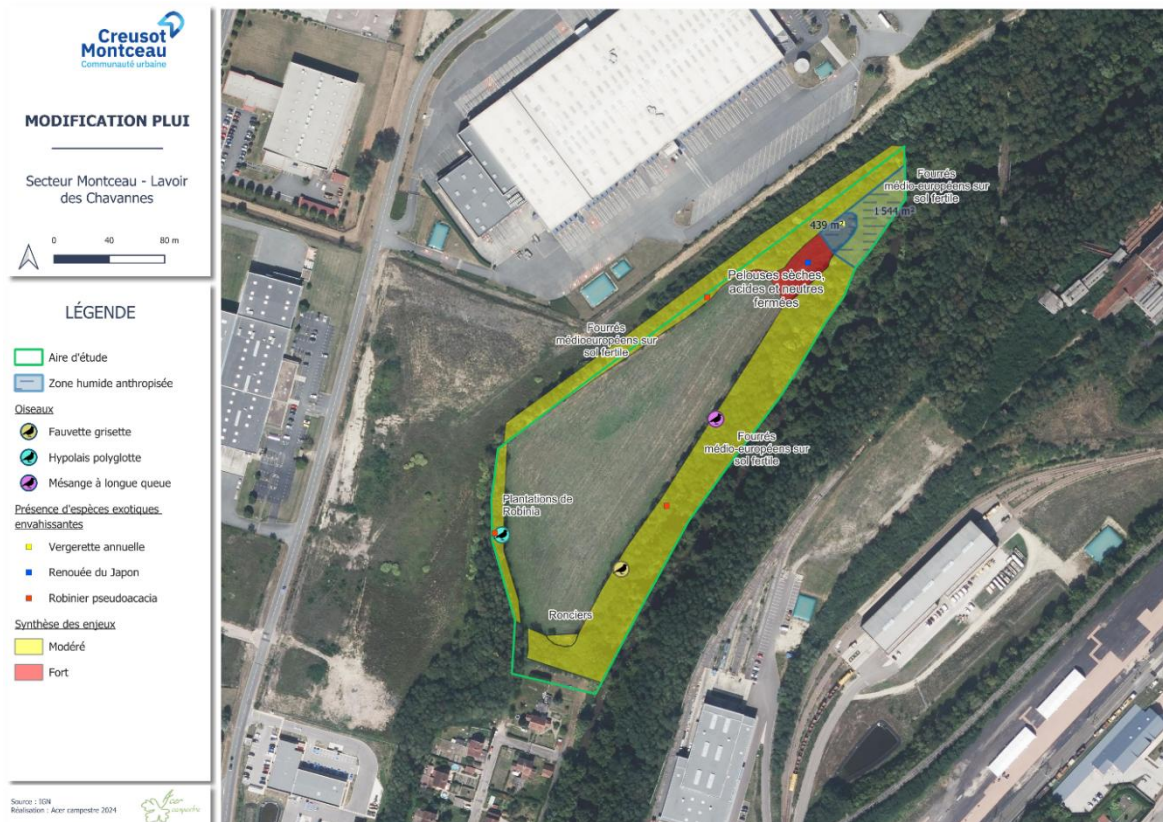 Creusot
Montceau
Communauté urbaine
MODIFICATION PLUI
Secteur Montceau - Lavoir
des Chavannes
0 40 80 m
LÉGENDE
Aire d'étude
Zone humide anthropisée
Oiseaux
Fauvette grisette
Hypolais polyglotte
Mésange à longue queue
Présence d'espèces exotiques
envahissantes
Vergerette annuelle
Renouée du Japon
Robinier pseudoacacia
Synthèse des enjeux
Modéré
Fort
Source : IGN
Réalisation : Acer campestre 2024
acer
campestre
Fourrés
médio-européens sur
sol fertile
1544 m²
439 m²
Pelouses sèches,
acides et neutres
fermées
Fourrés
médioeuropéens sur
sol fertile
Fourrés
médio-européens sur
sol fertile
Plantations de
Robinia
Ronciers